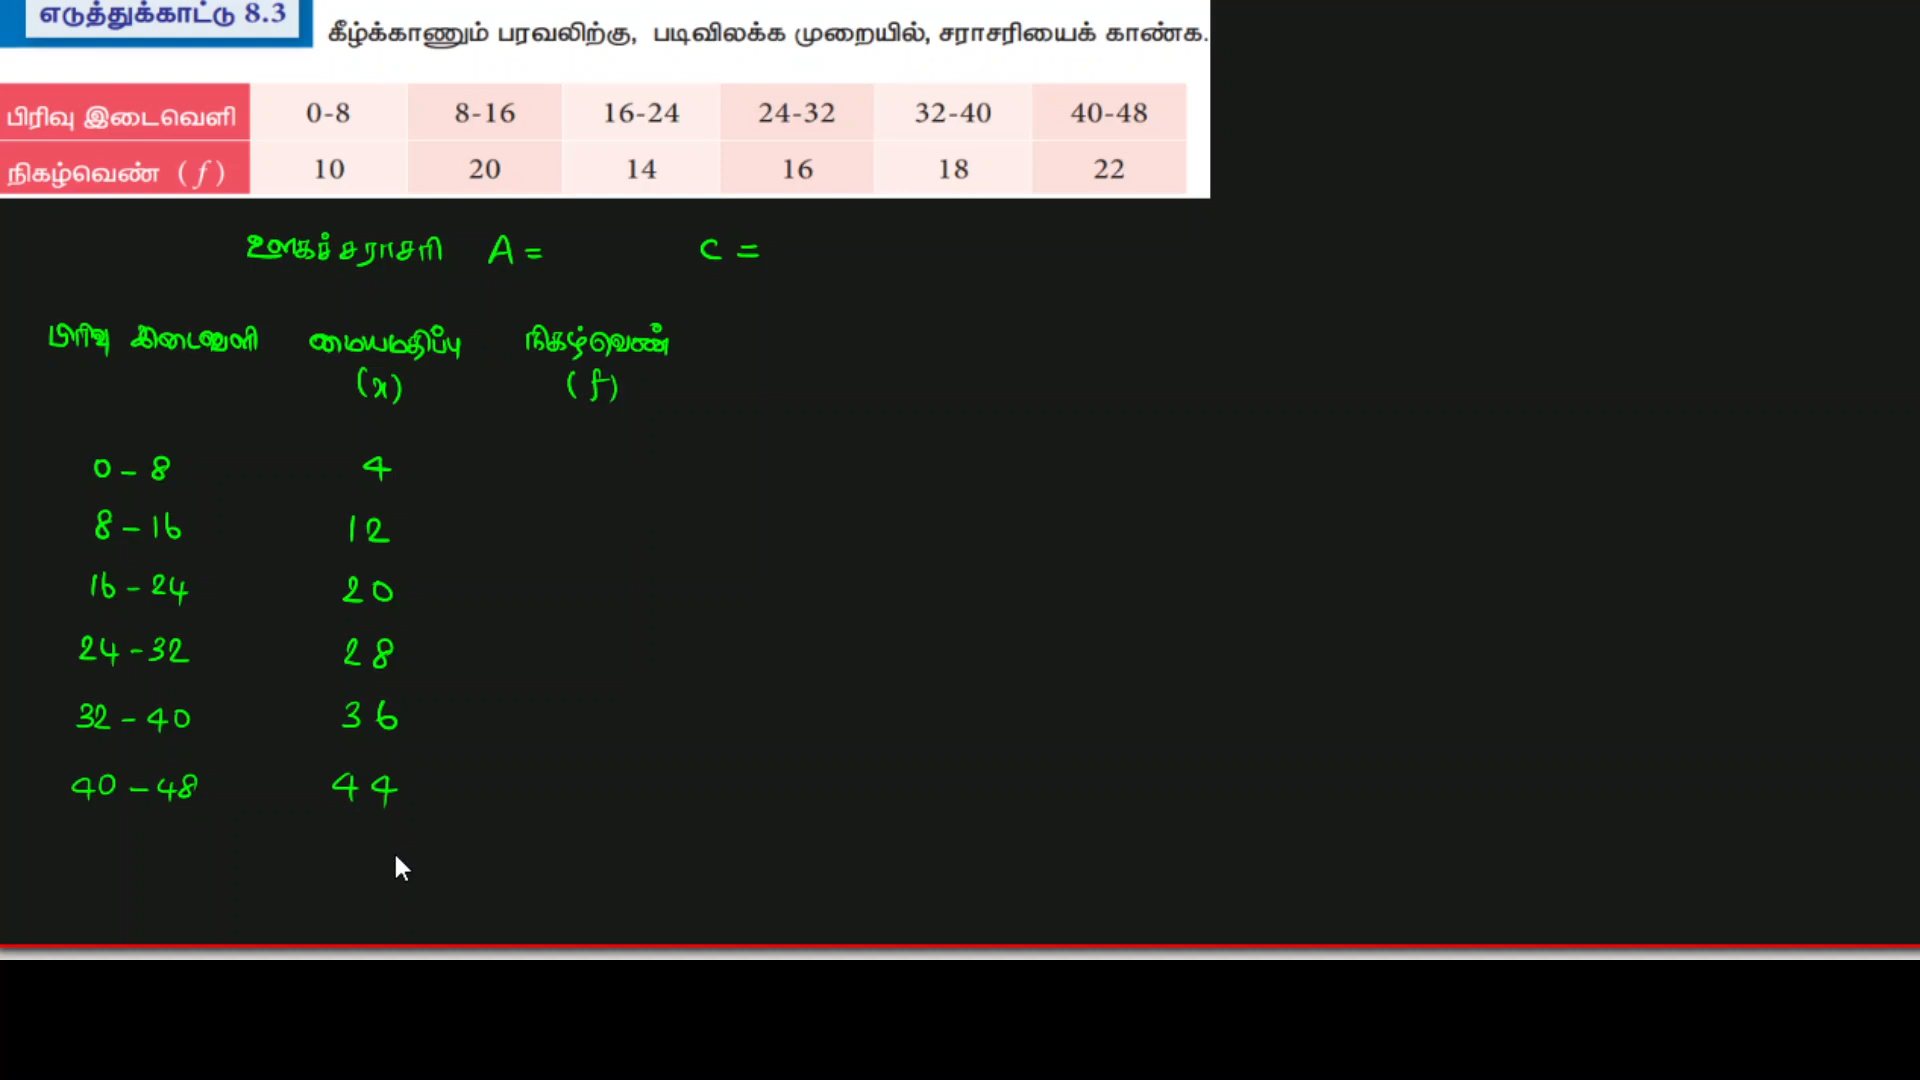 எடுத்துக்காட்டு 8.3
கீழ்க்காணும் பரவலிற்கு, படிவிலக்க முறையில், சராசரியைக் காண்க.
பிரிவு இடைவெளி 0-8 8-16 16-24 24-32 32-40 40-48
நிகழ்வெண் (f) 10 20 14 16 18 22
ஊகச்சராசரி A = C =
பிரிவு இடைவெளி மையமதிப்பு நிகழ்வெண்
(x) (f)
0 - 8 4
8 - 16 12
16 - 24 20
24 - 32 28
32 - 40 36
40 - 48 44